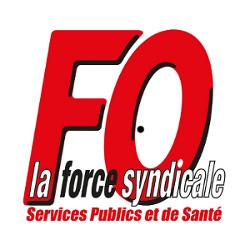 FO
la force syndicale
Services Publics et de Santé